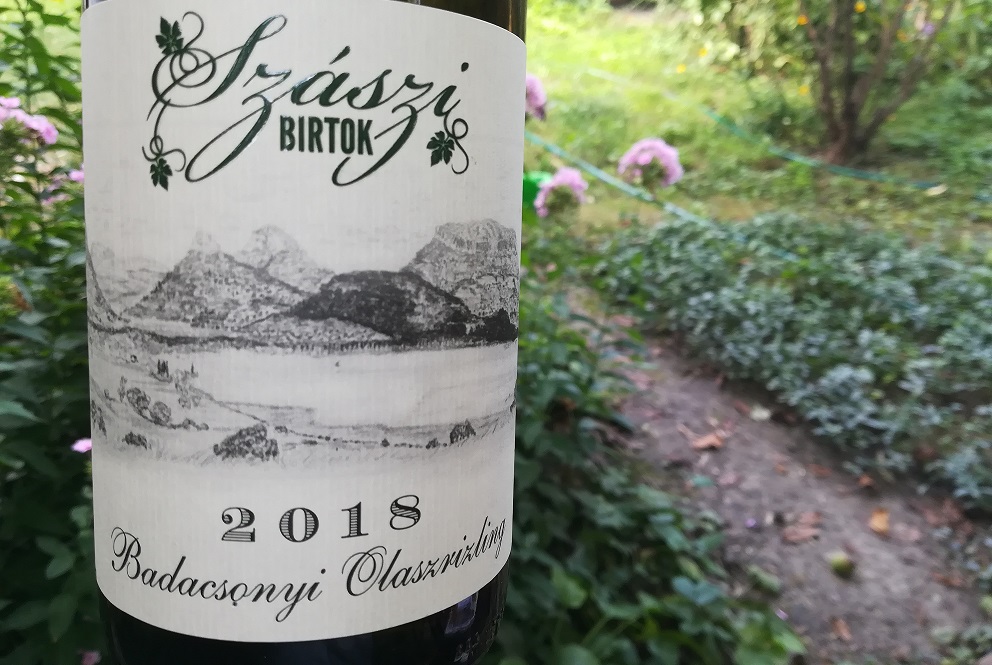 Szászi
BIRTOK
2018
Badacsonyi Olaszrizling